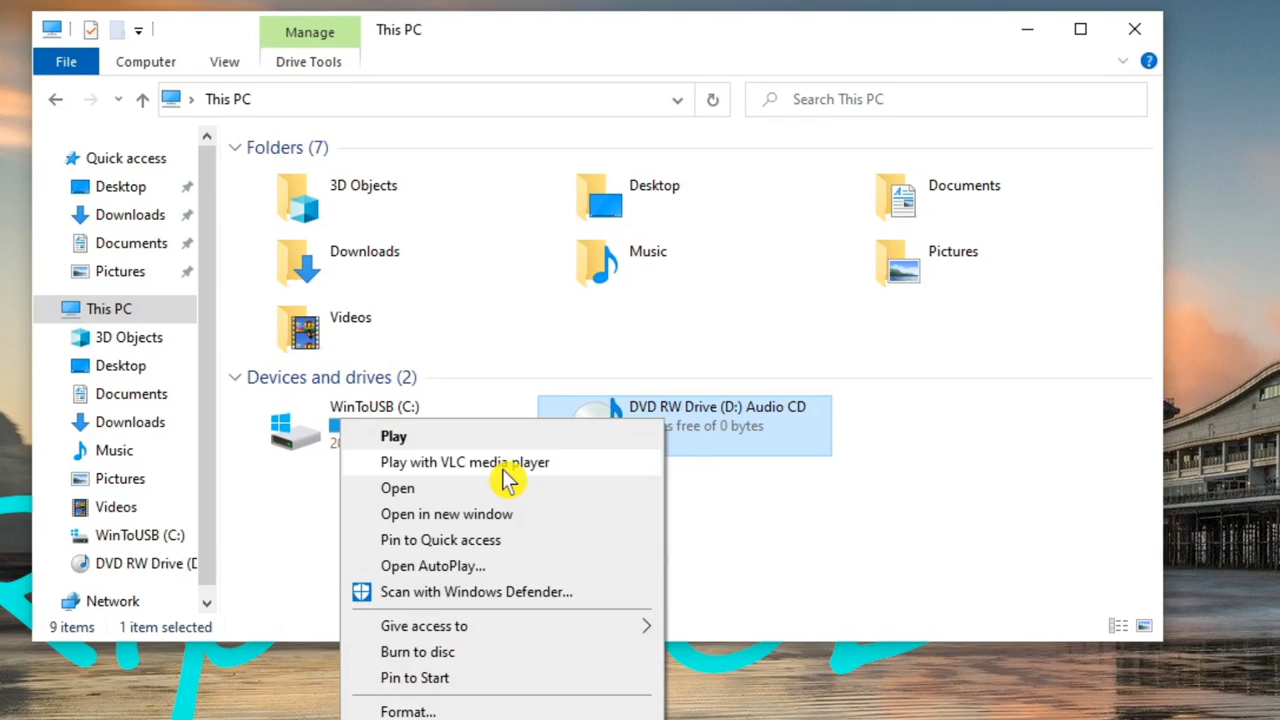 Manage
This PC
File
Computer
View
Drive Tools
This PC
Search This PC
Quick access
Desktop
Downloads
Documents
Pictures
This PC
3D Objects
Desktop
Documents
Downloads
Music
Pictures
Videos
WinToUSB (C:)
DVD RW Drive (D
Network
Folders (7)
3D Objects
Desktop
Documents
Downloads
Music
Pictures
Videos
Devices and drives (2)
WinToUSB (C:)
DVD RW Drive (D:) Audio CD
free of 0 bytes
Play
Play with VLC media player
Open
Open in new window
Pin to Quick access
Open AutoPlay...
Scan with Windows Defender...
Give access to
Burn to disc
Pin to Start
Format...
9 items
1 item selected